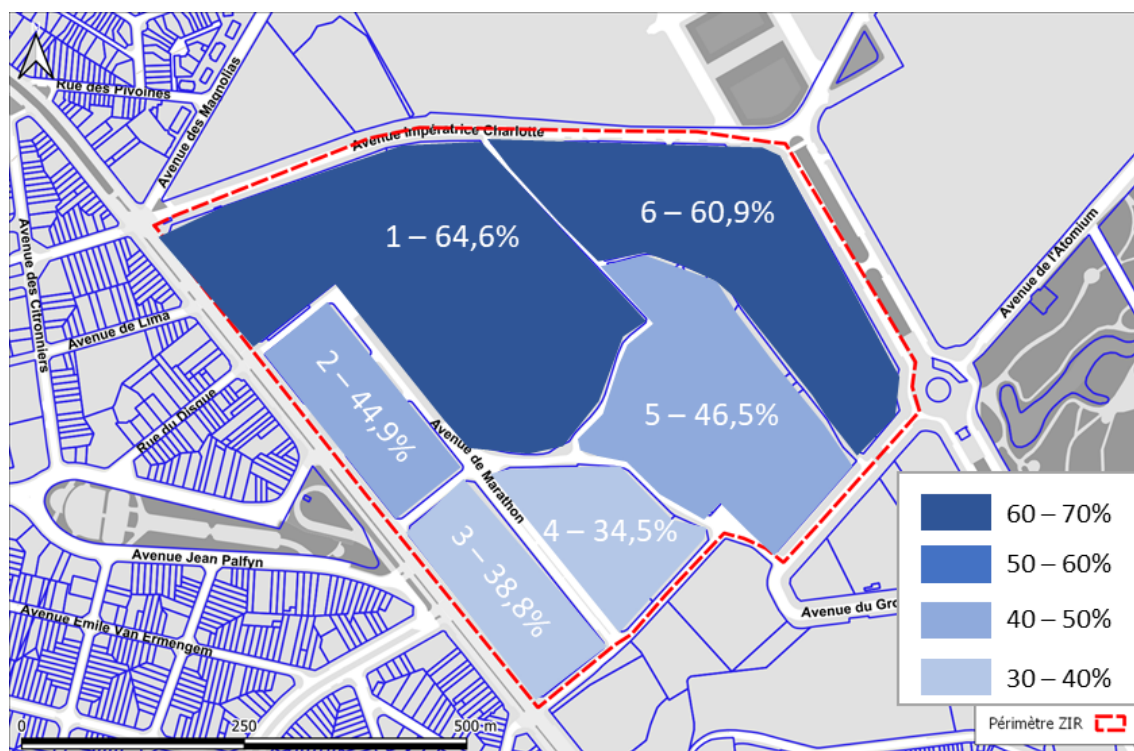 Rue des Pivoines
Avenue des Magnolias
Avenue Impératrice Charlotte
1 – 64,6%
6 – 60,9%
Avenue de l'Atomium
Avenue des Citronniers
Avenue de Lima
Rue du Disque
2 – 44,9%
5 – 46,5%
Avenue de Marathon
4 – 34,5%
3 – 38,8%
Avenue Jean Palfyn
Avenue Emile Van Ermengem
Avenue du Gro
60 – 70%
50 – 60%
40 – 50%
30 – 40%
Périmètre ZIR
0 250 500 m